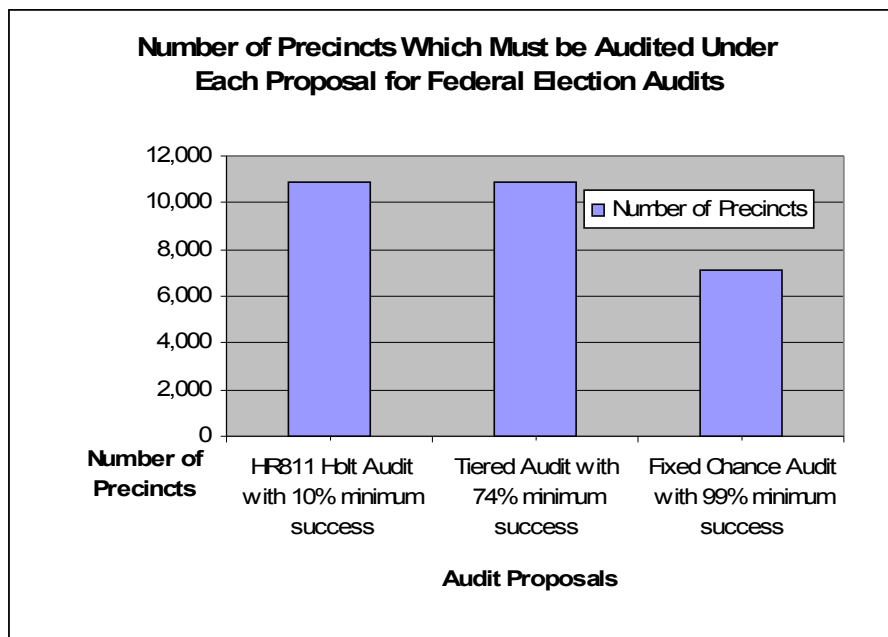 Number of Precincts Which Must be Audited Under
Each Proposal for Federal Election Audits
12,000
10,000
8,000
6,000
4,000
2,000
0
Number of Precincts
Number of
Precincts
HR811 Holt Audit
with 10% minimum
success
Tiered Audit with
74% minimum
success
Fixed Chance Audit
with 99% minimum
success
Audit Proposals